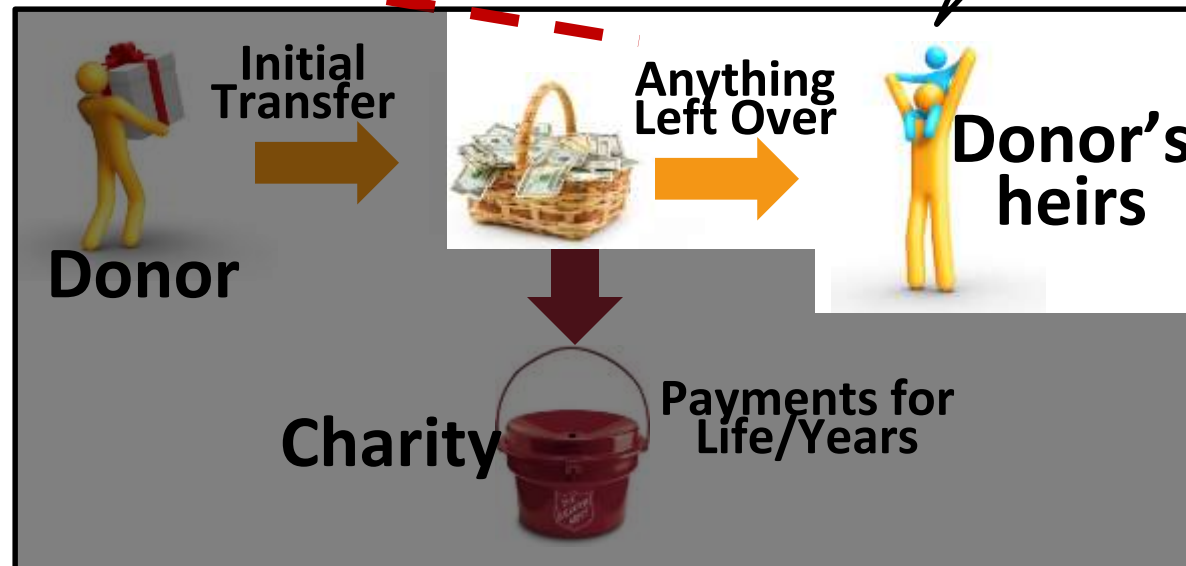 Initial
Transfer
Anything
Left Over
Donor's
heirs
Donor
Charity
Payments for
Life/Years